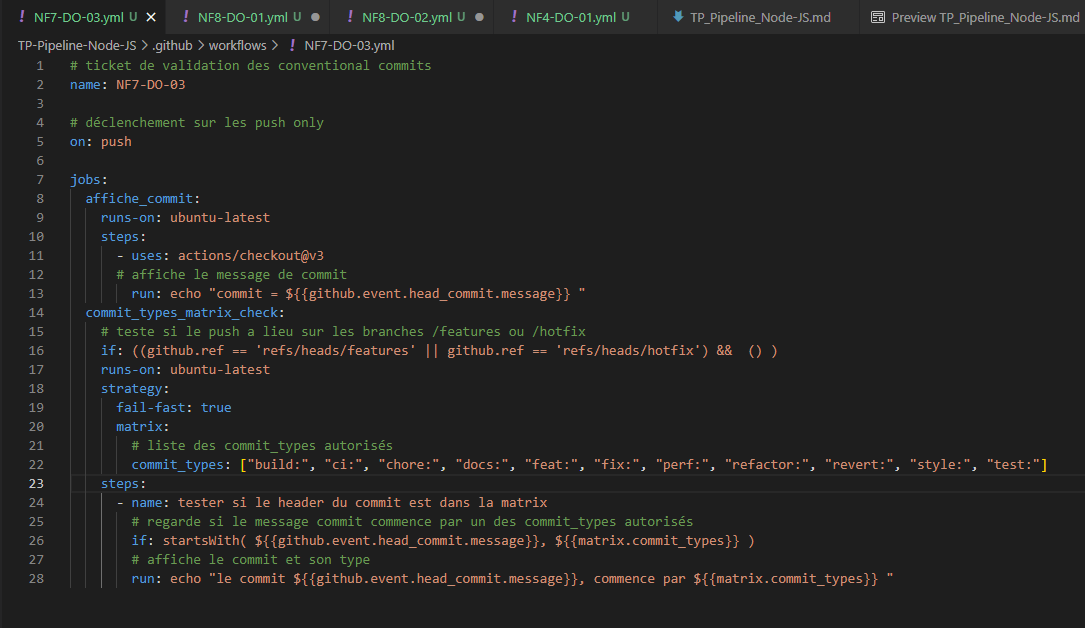 NF7-DO-03.yml U
NF8-DO-01.yml U
NF8-DO-02.yml U
NF4-DO-01.yml U
TP_Pipeline_Node-JS.md
Preview TP_Pipeline_Node-JS.md
TP-Pipeline-Node-JS > .github > workflows > ! NF7-DO-03.yml
1 # ticket de validation des conventional commits
2 name: NF7-DO-03
3
4 # déclenchement sur les push only
5 on: push
6
7 jobs:
8 affiche_commit:
9 runs-on: ubuntu-latest
10 steps:
11 - uses: actions/checkout@v3
12 # affiche le message de commit
13 run: echo "commit = ${{github.event.head_commit.message}} "
14 commit_types_matrix_check:
15 # teste si le push a lieu sur les branches /features ou /hotfix
16 if: ((github.ref == 'refs/heads/features' || github.ref == 'refs/heads/hotfix') && () )
17 runs-on: ubuntu-latest
18 strategy:
19 fail-fast: true
20 matrix:
21 # liste des commit_types autorisés
22 commit_types: ["build:", "ci:", "chore:", "docs:", "feat:", "fix:", "perf:", "refactor:", "revert:", "style:", "test:"]
23 steps:
24 - name: tester si le header du commit est dans la matrix
25 # regarde si le message commit commence par un des commit_types autorisés
26 if: startsWith( ${{github.event.head_commit.message}}, ${{matrix.commit_types}} )
27 # affiche le commit et son type
28 run: echo "le commit ${{github.event.head_commit.message}}, commence par ${{matrix.commit_types}} "